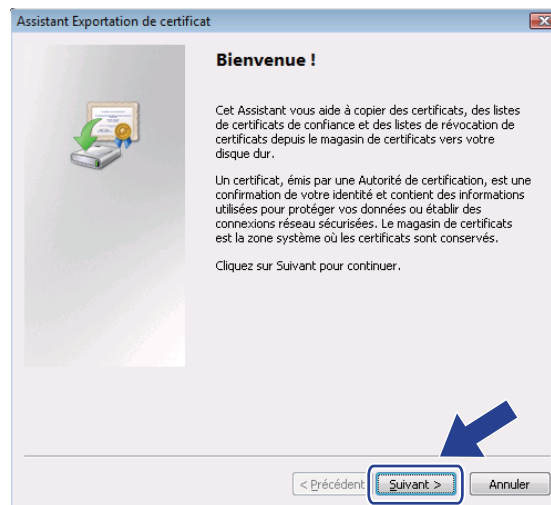 Assistant Exportation de certificat
Bienvenue !
Cet Assistant vous aide à copier des certificats, des listes
de certificats de confiance et des listes de révocation de
certificats depuis le magasin de certificats vers votre
disque dur.
Un certificat, émis par une Autorité de certification, est une
confirmation de votre identité et contient des informations
utilisées pour protéger vos données ou établir des
connexions réseau sécurisées. Le magasin de certificats
est la zone système où les certificats sont conservés.
Cliquez sur Suivant pour continuer.
< Précédent Suivant > Annuler